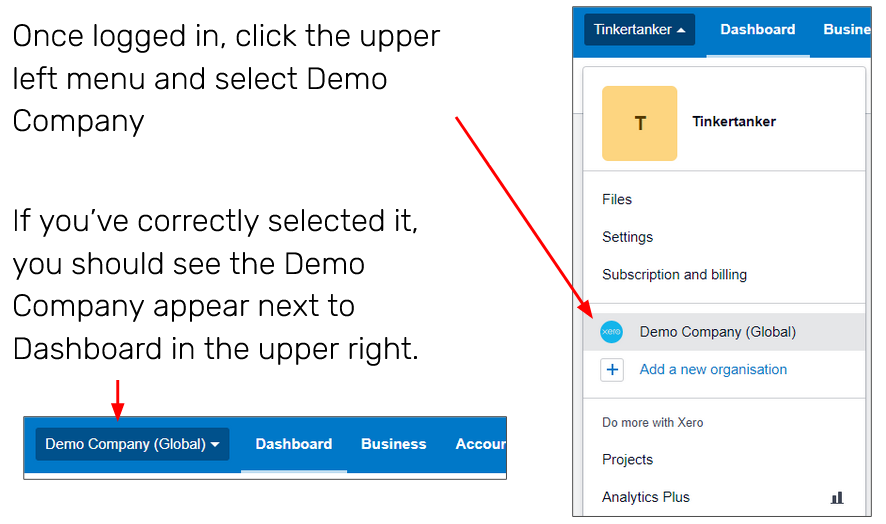 Once logged in, click the upper
left menu and select Demo
Company
If you’ve correctly selected it,
you should see the Demo
Company appear next to
Dashboard in the upper right.
Demo Company (Global) Dashboard Business Accour
Tinkertanker Dashboard Busine
T Tinkertanker
Files
Settings
Subscription and billing
xero Demo Company (Global)
+ Add a new organisation
Do more with Xero
Projects
Analytics Plus